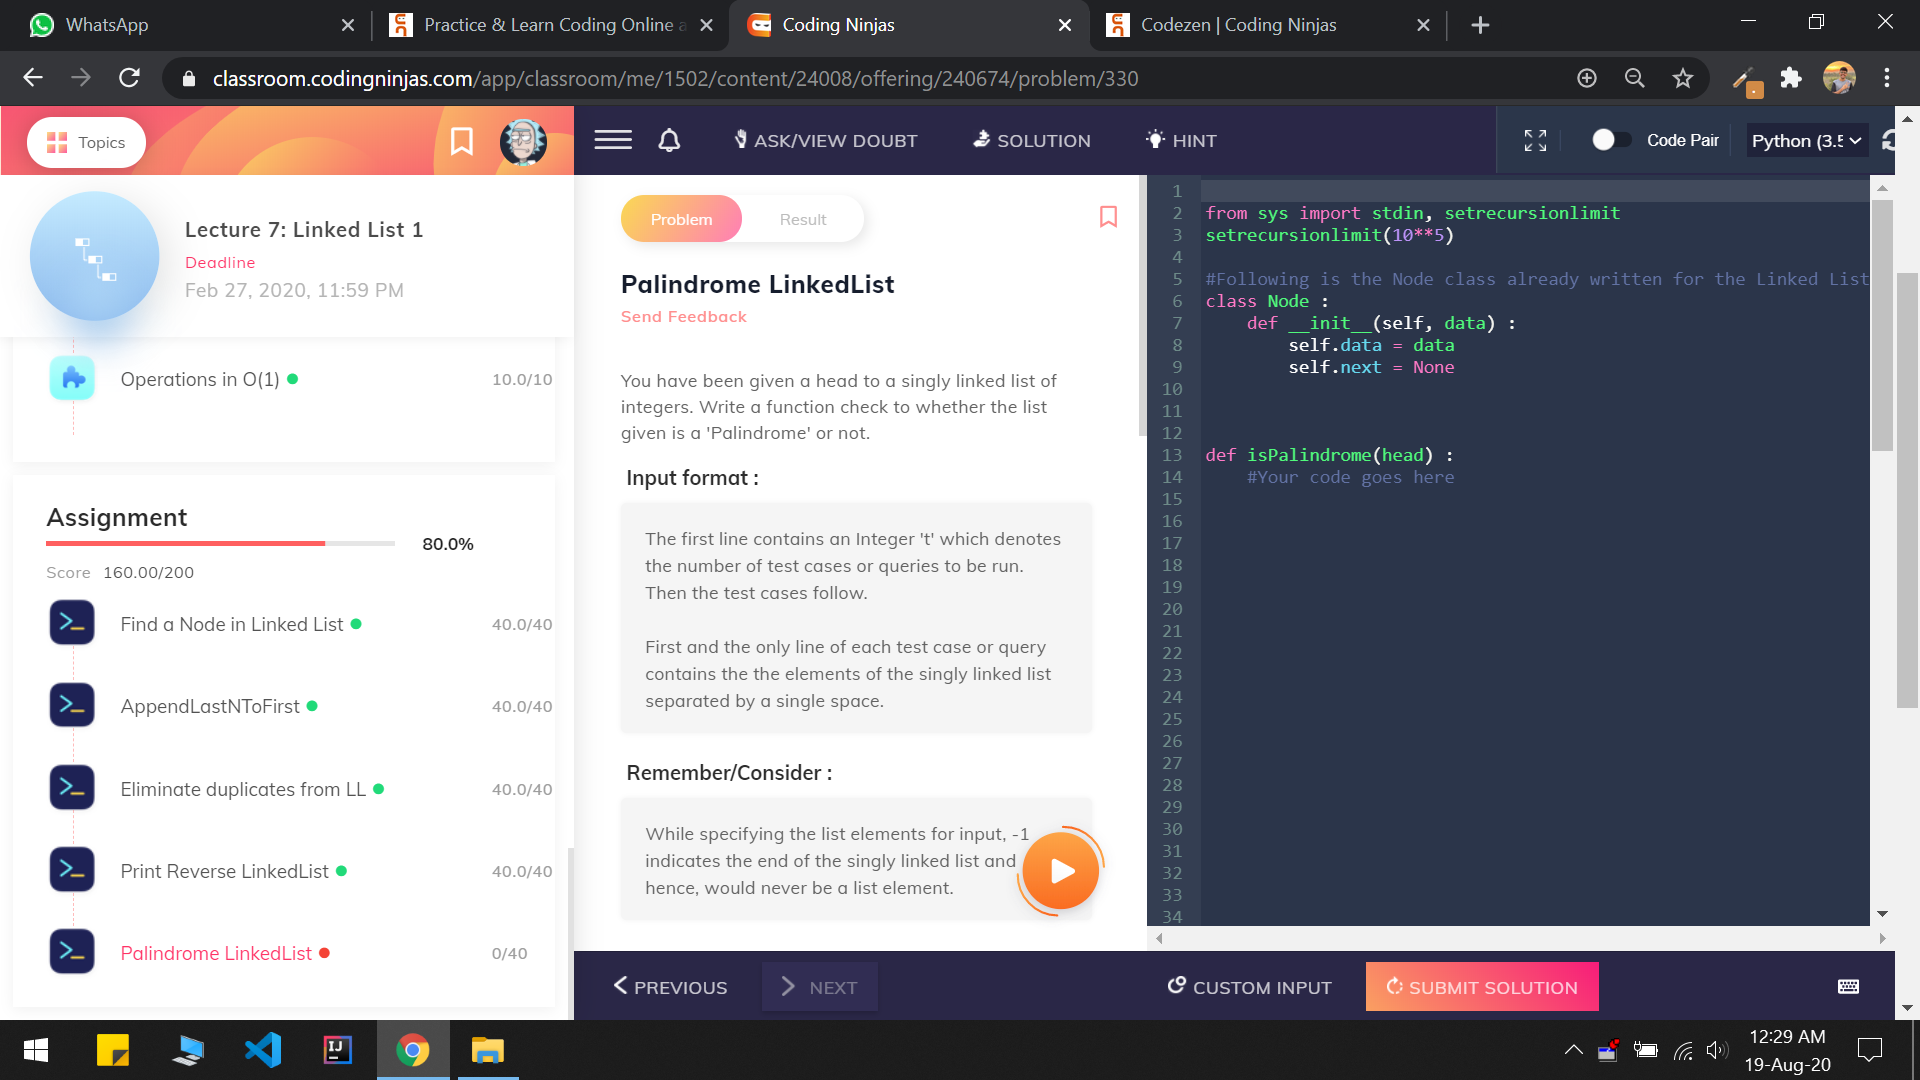 WhatsApp
Practice & Learn Coding Online a
Coding Ninjas
Codezen | Coding Ninjas
classroom.codingninjas.com/app/classroom/me/1502/content/24008/offering/240674/problem/330
Topics
ASK/VIEW DOUBT
SOLUTION
HINT
Code Pair
Python (3.5
Lecture 7: Linked List 1
Deadline
Feb 27, 2020, 11:59 PM
Operations in O(1)
10.0/10
Assignment
80.0%
Score 160.00/200
Find a Node in Linked List
40.0/40
AppendLastNToFirst
40.0/40
Eliminate duplicates from LL
40.0/40
Print Reverse LinkedList
40.0/40
Palindrome LinkedList
0/40
Problem
Result
Palindrome LinkedList
Send Feedback
You have been given a head to a singly linked list of
integers. Write a function check to whether the list
given is a 'Palindrome' or not.
Input format :
The first line contains an Integer 't' which denotes
the number of test cases or queries to be run.
Then the test cases follow.
First and the only line of each test case or query
contains the the elements of the singly linked list
separated by a single space.
Remember/Consider :
While specifying the list elements for input, -1
indicates the end of the singly linked list and
hence, would never be a list element.
1
2 from sys import stdin, setrecursionlimit
3 setrecursionlimit(10**5)
4
5 #Following is the Node class already written for the Linked List
6 class Node :
7 def __init__(self, data) :
8 self.data = data
9 self.next = None
10
11
12
13 def isPalindrome(head) :
14 #Your code goes here
15
16
17
18
19
20
21
22
23
24
25
26
27
28
29
30
31
32
33
34
PREVIOUS
NEXT
CUSTOM INPUT
SUBMIT SOLUTION
IJ
12:29 AM
19-Aug-20